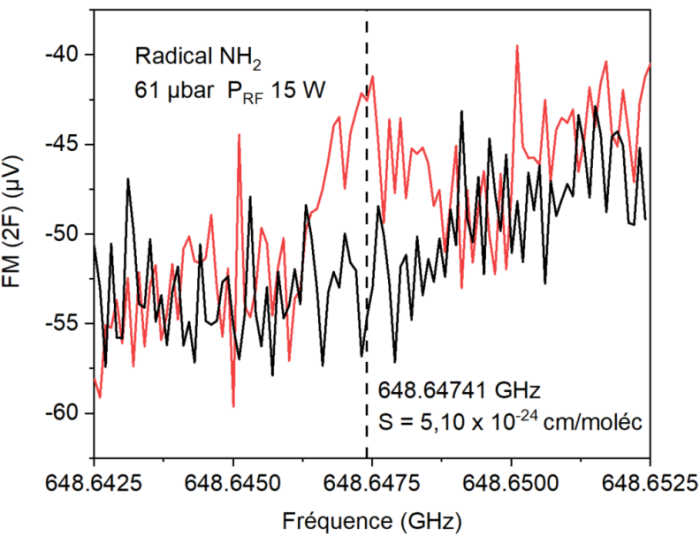 -40
-45
-50
-55
-60
FM (2F) (µV)
Radical NH₂
61 µbar P_RF 15 W
648.64741 GHz
S = 5,10 x 10⁻²⁴ cm/moléc
648.6425 648.6450 648.6475 648.6500 648.6525
Fréquence (GHz)